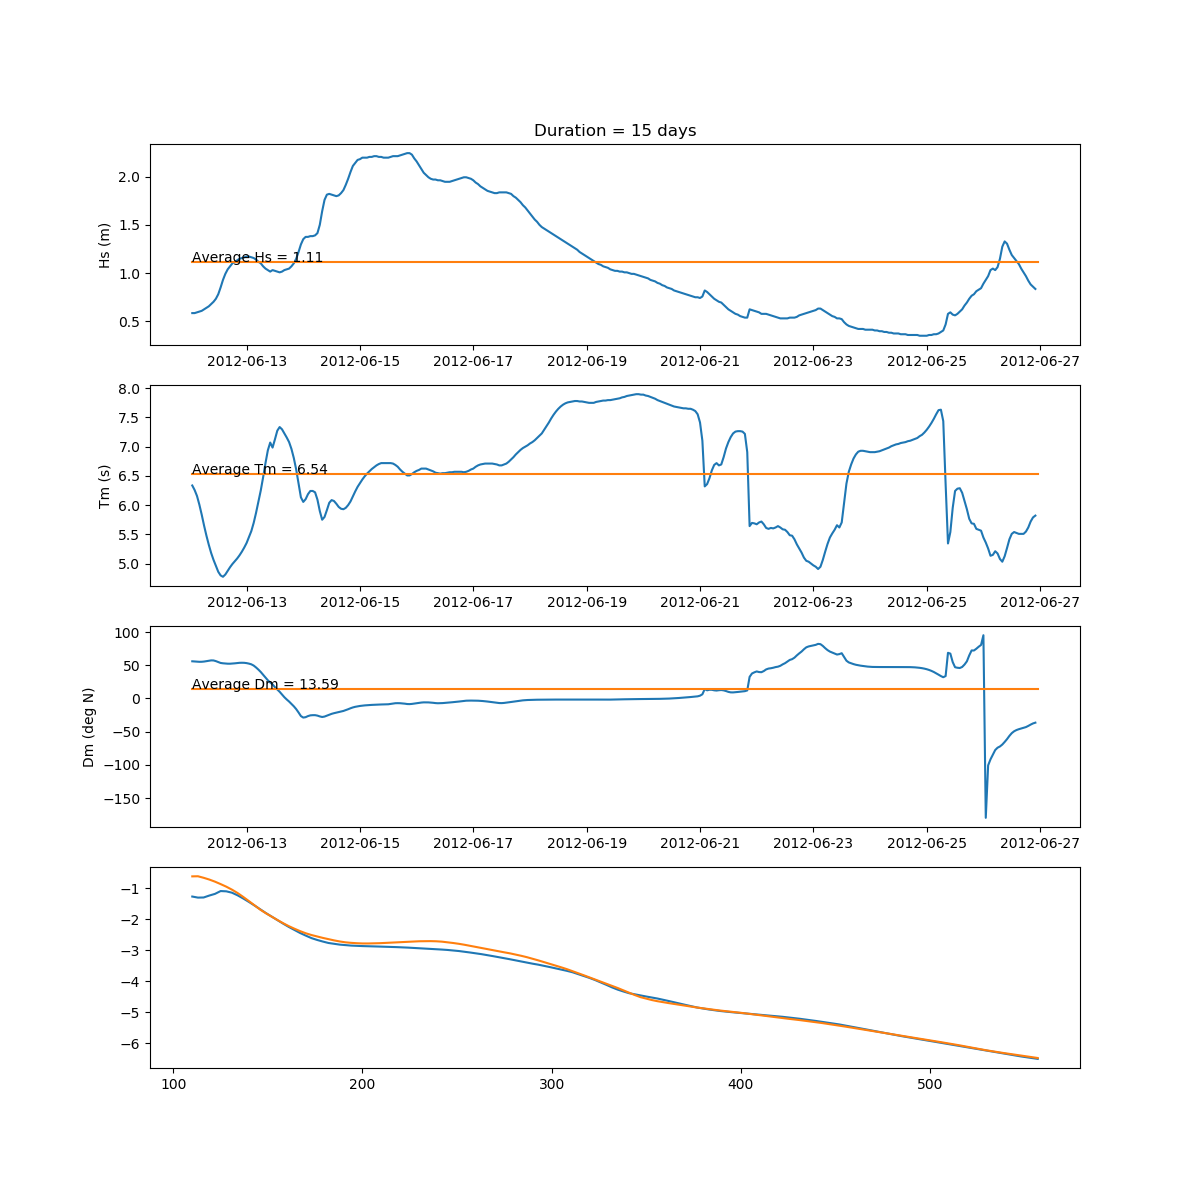 Duration = 15 days
2.0
1.5
1.0
0.5
Hs (m)
Average Hs = 1.11
2012-06-13 2012-06-15 2012-06-17 2012-06-19 2012-06-21 2012-06-23 2012-06-25 2012-06-27
8.0
7.5
7.0
6.5
6.0
5.5
5.0
Tm (s)
Average Tm = 6.54
2012-06-13 2012-06-15 2012-06-17 2012-06-19 2012-06-21 2012-06-23 2012-06-25 2012-06-27
100
50
0
−50
−100
−150
Dm (deg N)
Average Dm = 13.59
2012-06-13 2012-06-15 2012-06-17 2012-06-19 2012-06-21 2012-06-23 2012-06-25 2012-06-27
−1
−2
−3
−4
−5
−6
100 200 300 400 500